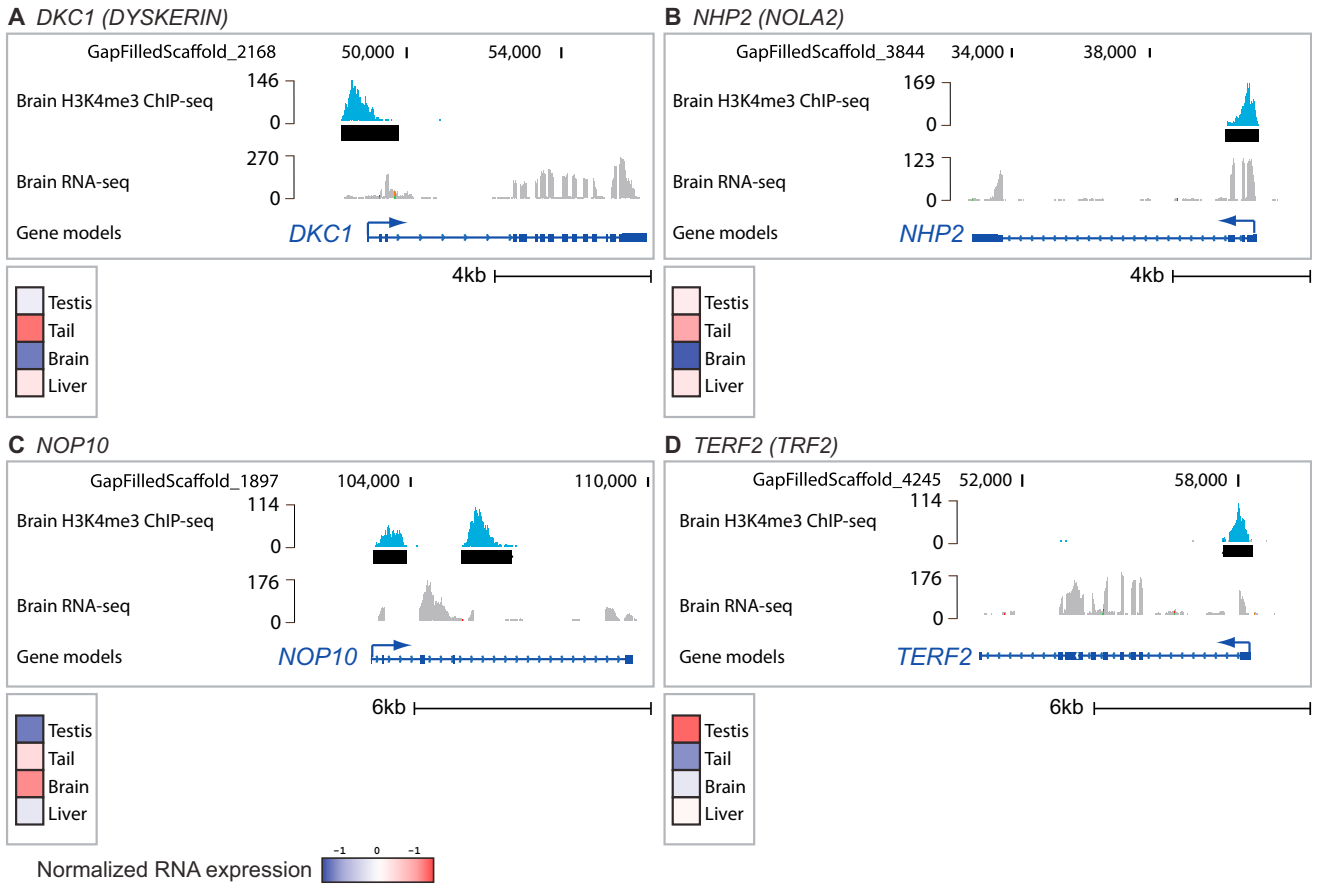 A DKC1 (DYSKERIN)
GapFilledScaffold_2168 50,000 54,000
Brain H3K4me3 ChIP-seq 146 0
Brain RNA-seq 270 0
Gene models DKC1
4kb
Testis
Tail
Brain
Liver
B NHP2 (NOLA2)
GapFilledScaffold_3844 34,000 38,000
Brain H3K4me3 ChIP-seq 169 0
Brain RNA-seq 123 0
Gene models NHP2
4kb
Testis
Tail
Brain
Liver
C NOP10
GapFilledScaffold_1897 104,000 110,000
Brain H3K4me3 ChIP-seq 114 0
Brain RNA-seq 176 0
Gene models NOP10
6kb
Testis
Tail
Brain
Liver
D TERF2 (TRF2)
GapFilledScaffold_4245 52,000 58,000
Brain H3K4me3 ChIP-seq 114 0
Brain RNA-seq 176 0
Gene models TERF2
6kb
Testis
Tail
Brain
Liver
−1 0 −1
Normalized RNA expression